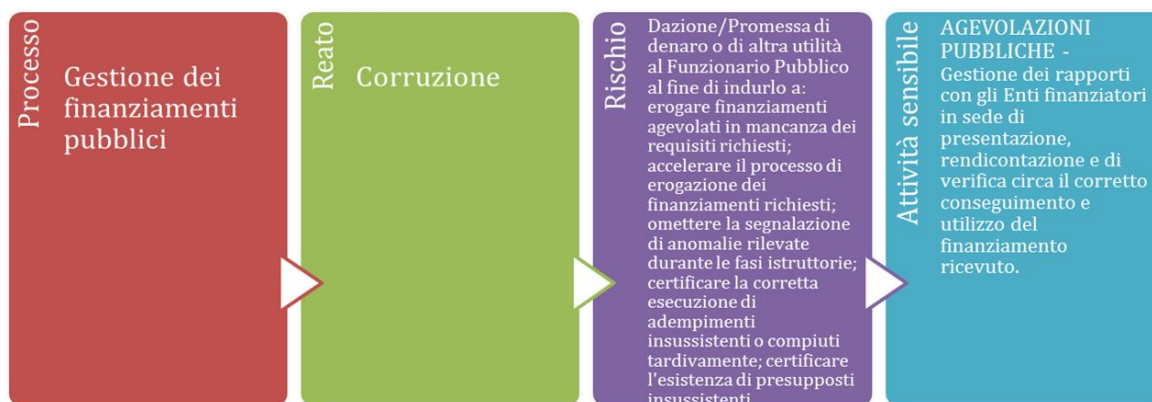 Processo
Gestione dei
finanziamenti
pubblici
Reato
Corruzione
Rischio
Dazione/Promessa di
denaro o di altra utilità
al Funzionario Pubblico
al fine di indurlo a:
erogare finanziamenti
agevolati in mancanza dei
requisiti richiesti;
accelerare il processo di
erogazione dei
finanziamenti richiesti;
omettere la segnalazione
di anomalie rilevate
durante le fasi istruttorie;
certificare la corretta
esecuzione di
adempimenti
insussistenti o compiuti
tardivamente; certificare
l'esistenza di presupposti
insussistenti
Attività sensibile
AGEVOLAZIONI
PUBBLICHE -
Gestione dei rapporti
con gli Enti finanziatori
in sede di
presentazione,
rendicontazione e di
verifica circa il corretto
conseguimento e
utilizzo del
finanziamento
ricevuto.